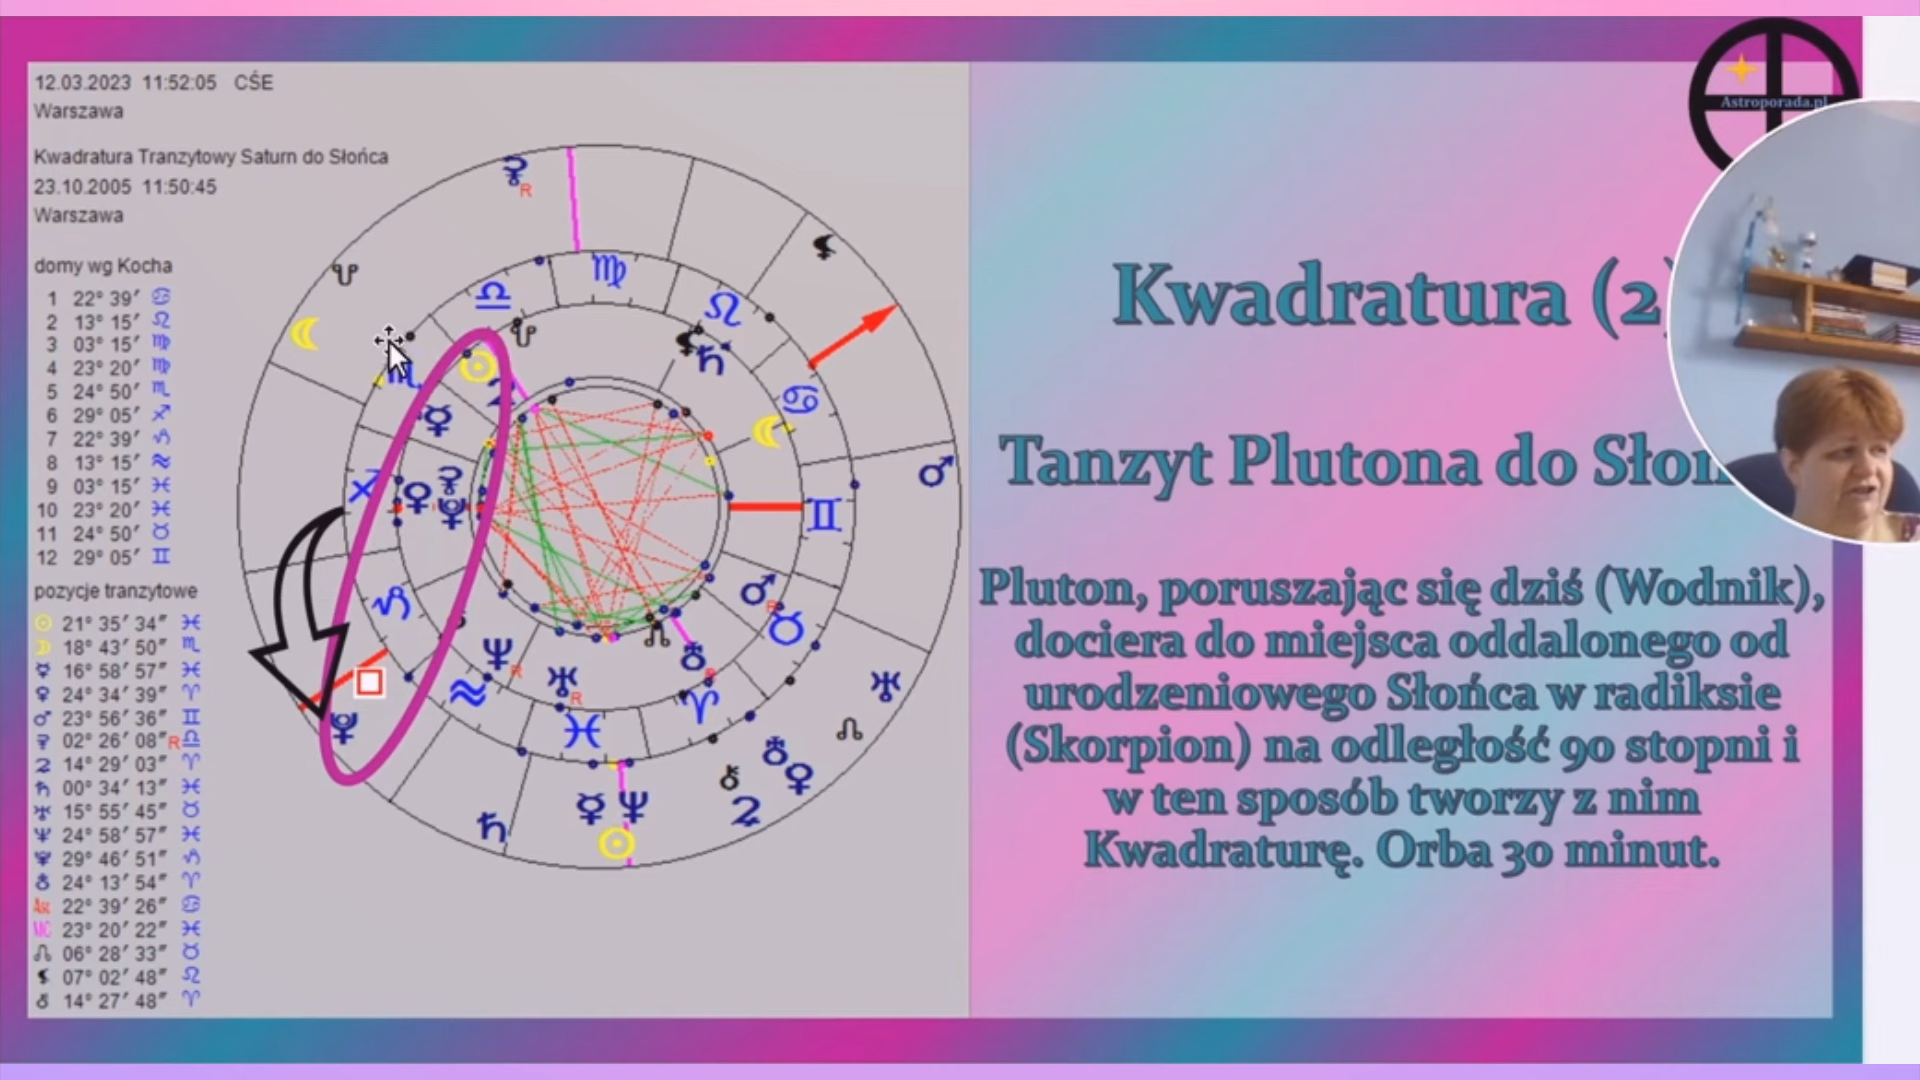 12.03.2023 11:52:05 CŚE
Warszawa
Kwadratura Tranzytowy Saturn do Słońca
23.10.2005 11:50:45
Warszawa
domy wg Kocha
1 22° 39′ ♋
2 13° 15′ ♌
3 03° 15′ ♍
4 23° 20′ ♍
5 24° 50′ ♏
6 29° 05′ ♐
7 22° 39′ ♑
8 13° 15′ ♒
9 03° 15′ ♓
10 23° 20′ ♓
11 24° 50′ ♉
12 29° 05′ ♊
pozycje tranzytowe
☉ 21° 35′ 34″ ♓
☽ 18° 43′ 50″ ♏
☿ 16° 58′ 57″ ♓
♀ 24° 34′ 39″ ♈
♂ 23° 56′ 36″ ♊
⚳ 02° 26′ 08″ R ♎
♃ 14° 29′ 03″ ♈
♄ 00° 34′ 13″ ♓
♅ 15° 55′ 45″ ♉
♆ 24° 58′ 57″ ♓
♇ 29° 46′ 51″ ♑
24° 13′ 54″ ♈
Asc 22° 39′ 26″ ♋
MC 23° 20′ 22″ ♓
☊ 06° 28′ 33″ ♉
⚸ 07° 02′ 48″ ♌
⚷ 14° 27′ 48″ ♈
Astroporada.pl
Kwadratura (2
Tanzyt Plutona do
Pluton, poruszając się dziś (Wodnik),
dociera do miejsca oddalonego od
urodzeniowego Słońca w radiksie
(Skorpion) na odległość 90 stopni i
w ten sposób tworzy z nim
Kwadraturę. Orba 30 minut.